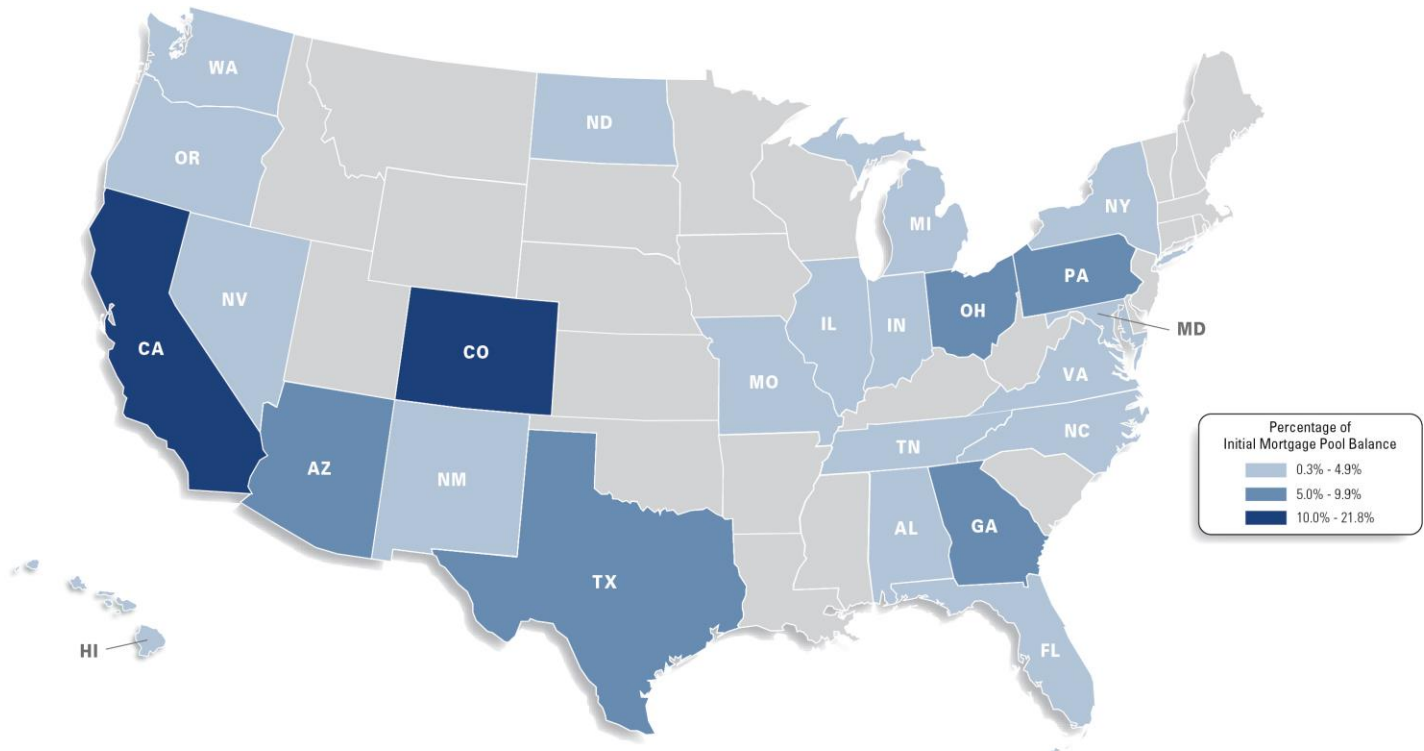 WA
ND
OR
MI
NY
NV
PA
OH
IL
IN
MD
CA
CO
MO
VA
NC
TN
AZ
NM
AL
GA
TX
HI
FL
Percentage of
Initial Mortgage Pool Balance
0.3% - 4.9%
5.0% - 9.9%
10.0% - 21.8%